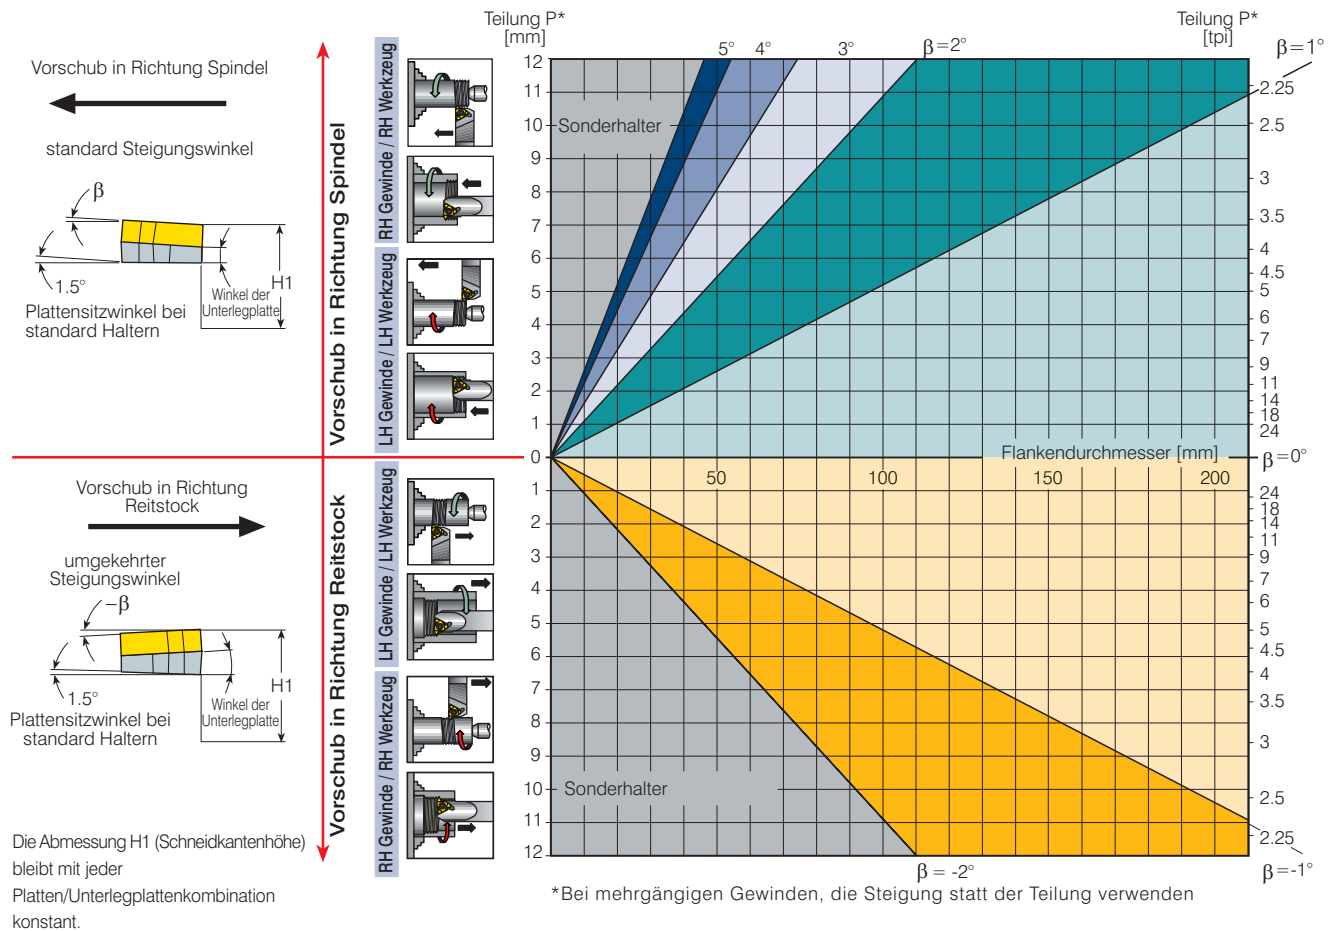 Vorschub in Richtung Spindel
standard Steigungswinkel
β
1.5°
Plattensitzwinkel bei
standard Haltern
Winkel der
Unterlegplatte
H1
Vorschub in Richtung
Reitstock
umgekehrter
Steigungswinkel
–β
1.5°
Plattensitzwinkel bei
standard Haltern
Winkel der
Unterlegplatte
H1
Die Abmessung H1 (Schneidkantenhöhe)
bleibt mit jeder
Platten/Unterlegplattenkombination
konstant.
Vorschub in Richtung Spindel
Vorschub in Richtung Reitstock
RH Gewinde / RH Werkzeug
LH Gewinde / LH Werkzeug
LH Gewinde / LH Werkzeug
RH Gewinde / RH Werkzeug
Teilung P*
[mm]
Teilung P*
[tpi]
5° 4° 3° β=2° β=1°
12
11
10
9
8
7
6
5
4
3
2
1
0
1
2
3
4
5
6
7
8
9
10
11
12
Sonderhalter
Flankendurchmesser [mm]
50 100 150 200
Sonderhalter
2.25
2.5
3
3.5
4
4.5
5
6
7
9
11
14
18
24
β=0°
24
18
14
11
9
7
6
5
4.5
4
3.5
3
2.5
2.25
β = -2° β=-1°
*Bei mehrgängigen Gewinden, die Steigung statt der Teilung verwenden